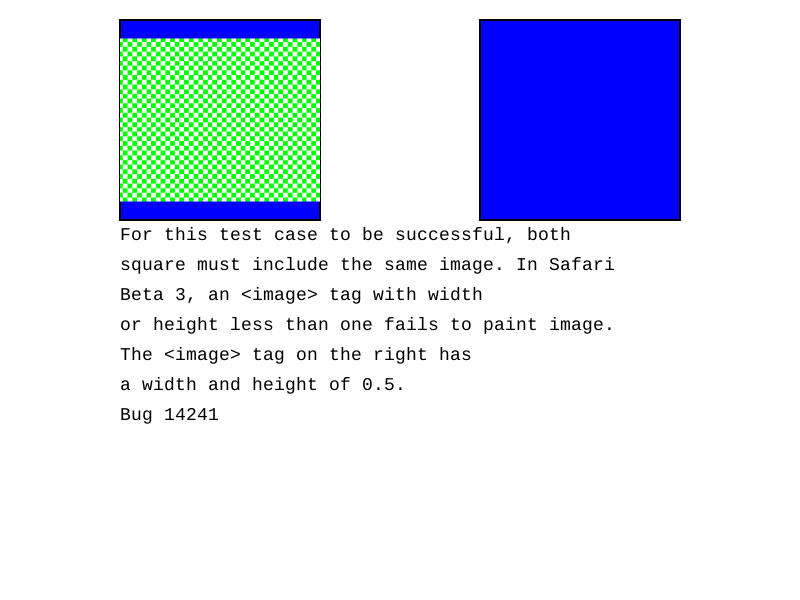 For this test case to be successful, both
square must include the same image. In Safari
Beta 3, an <image> tag with width
or height less than one fails to paint image.
The <image> tag on the right has
a width and height of 0.5.
Bug 14241